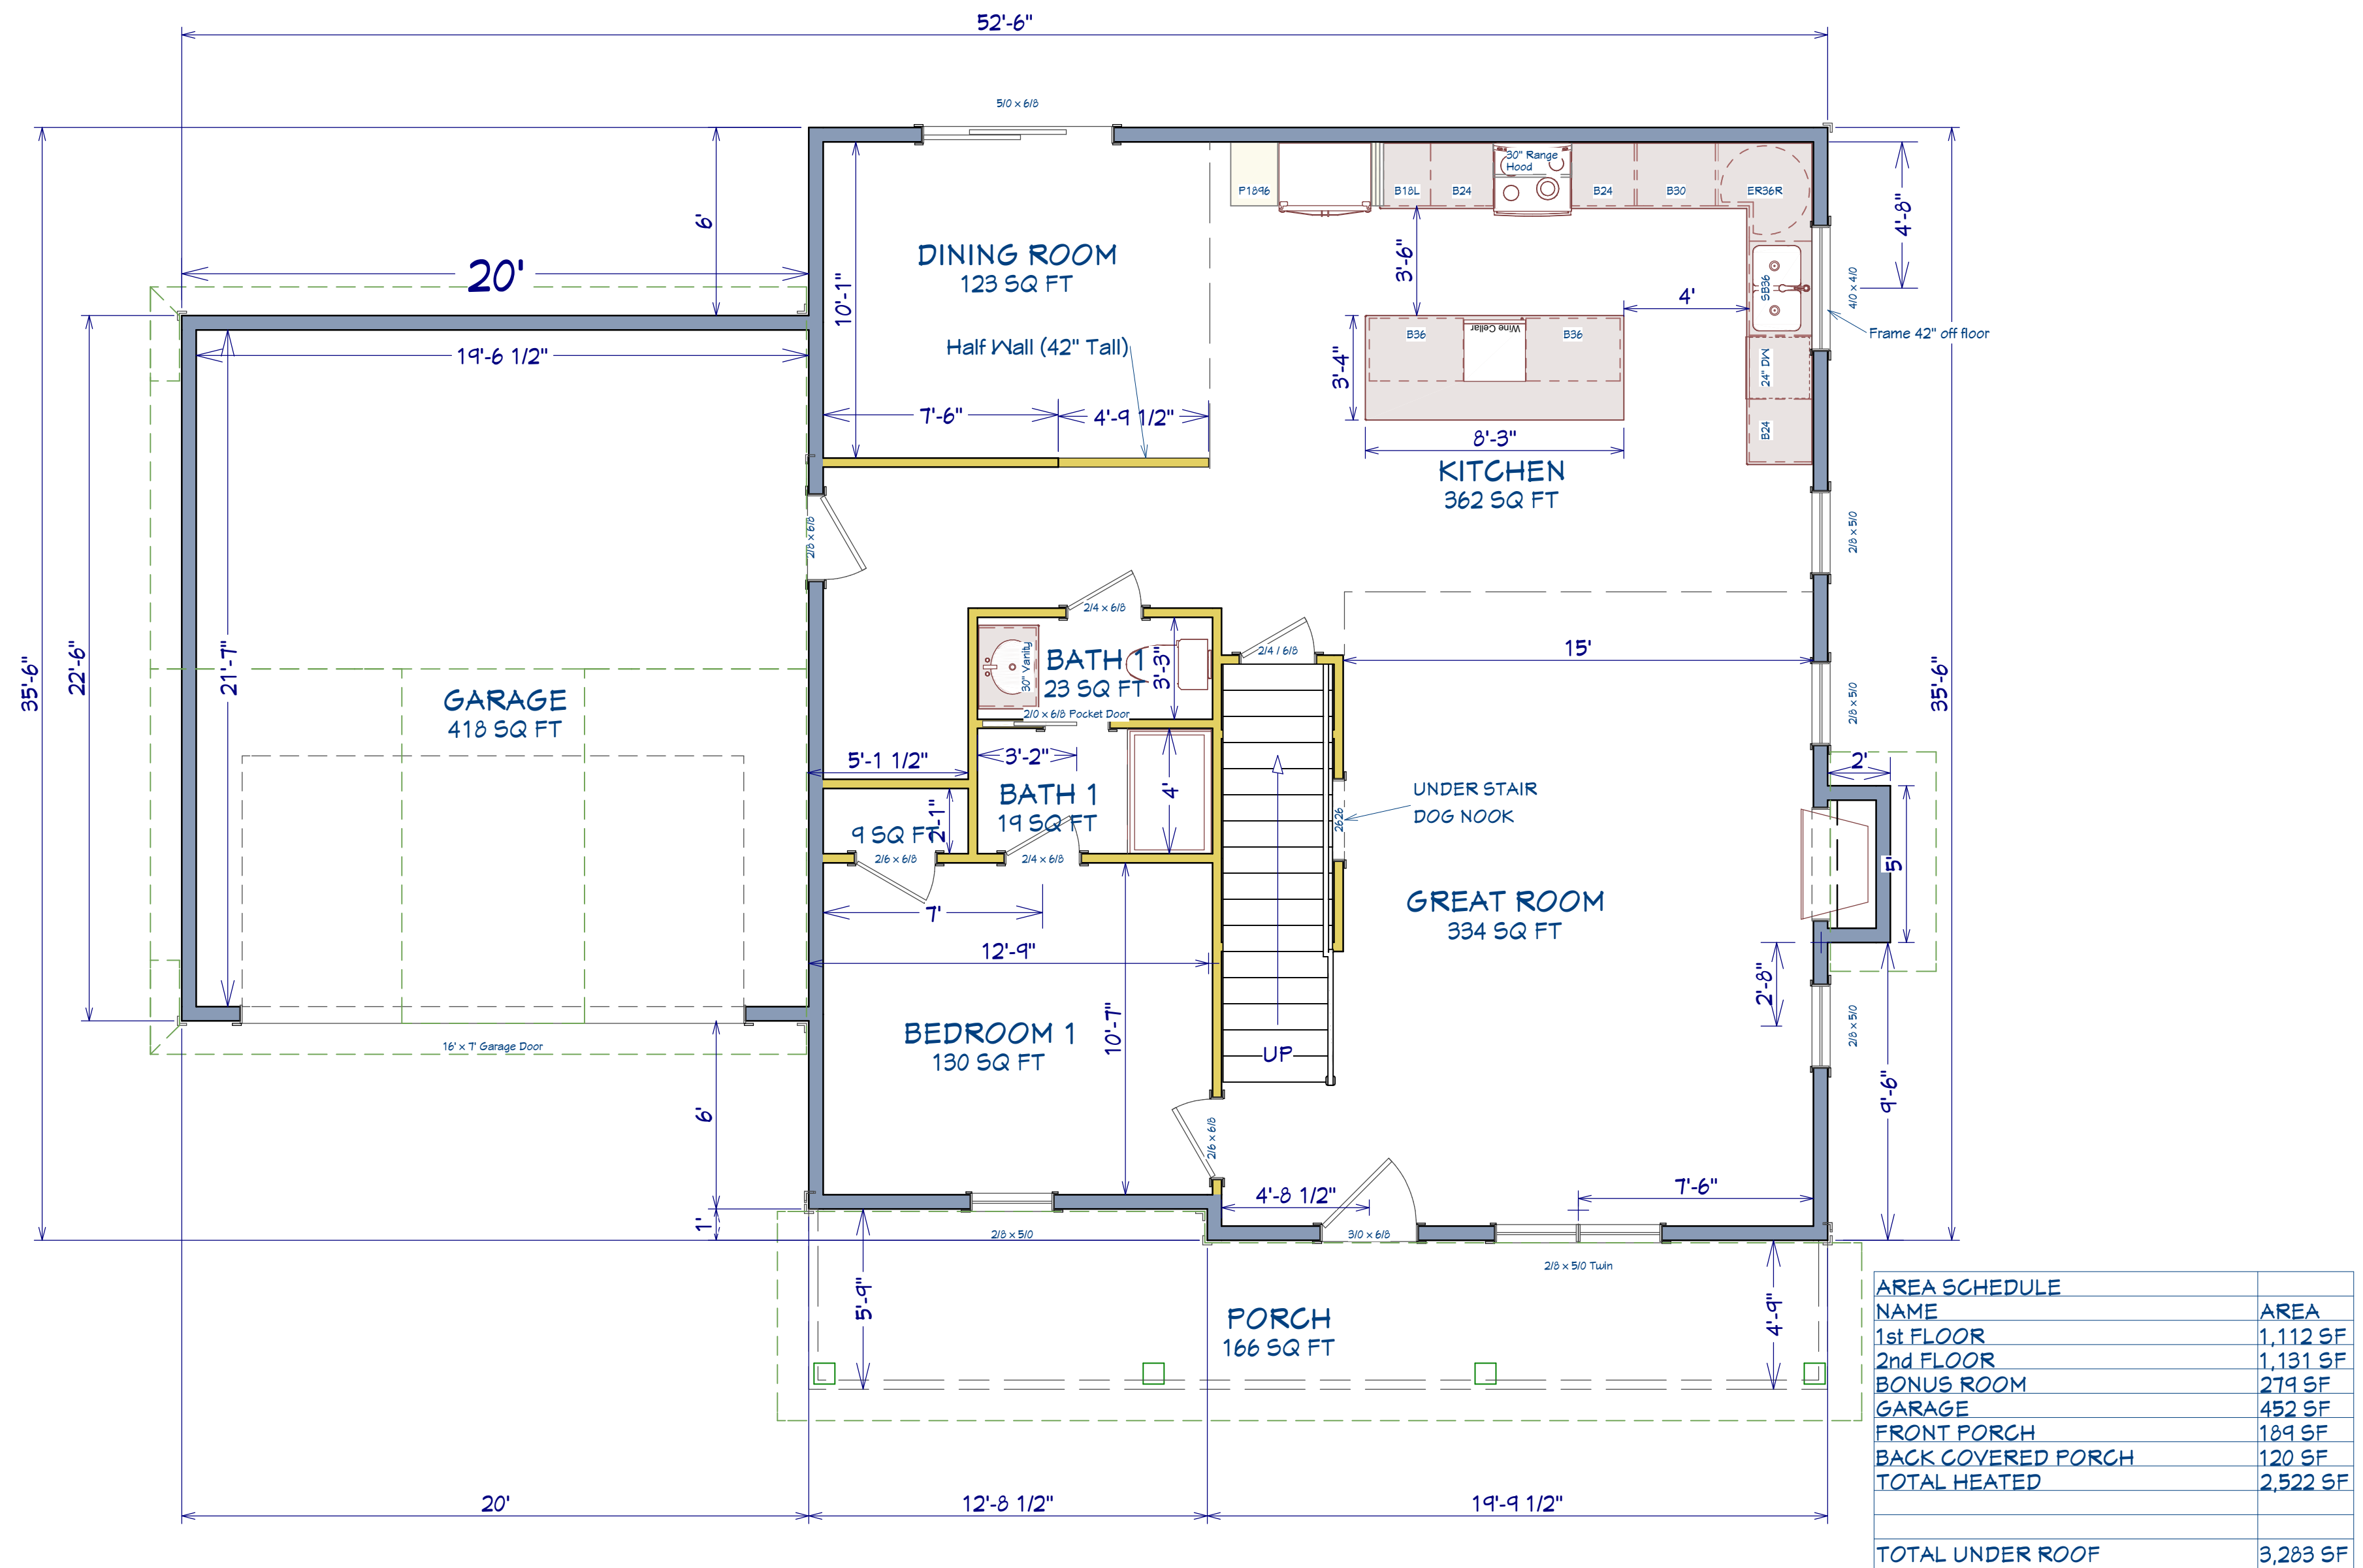 52'-6"
5/0 x 6/8
30" Range
Hood
P1896
B18L
B24
B24
B30
ER36R
4'-8"
6'
DINING ROOM
123 SQ FT
3'-6"
20'
10'-1"
4'
SB36
4/0 x 4/0
Frame 42" off floor
19'-6 1/2"
Half Wall (42" Tall)
3'-4"
B36
Wine Cellar
B36
24" DW
7'-6"
4'-9 1/2"
8'-3"
B24
KITCHEN
362 SQ FT
2/8 x 6/8
2/8 x 5/0
35'-6"
22'-6"
21'-7"
GARAGE
418 SQ FT
2/4 x 6/8
30" Vanity
BATH 1
23 SQ FT
3'-3"
2/4 / 6/8
15'
2/8 x 5/0
35'-6"
2/0 x 6/8 Pocket Door
5'-1 1/2"
3'-2"
2'
BATH 1
19 SQ FT
4'
UNDER STAIR
DOG NOOK
2626
9 SQ FT
2'-1"
2/6 x 6/8
2/4 x 6/8
5'
7'
GREAT ROOM
334 SQ FT
12'-9"
2'-8"
BEDROOM 1
130 SQ FT
10'-7"
UP
2/8 x 5/0
16' x 7' Garage Door
6'
9'-6"
2/6 x 6/8
4'-8 1/2"
7'-6"
1'
2/8 x 5/0
3/0 x 6/8
2/8 x 5/0 Twin
5'-9"
PORCH
166 SQ FT
4'-9"
20'
12'-8 1/2"
19'-9 1/2"
AREA SCHEDULE
NAME AREA
1st FLOOR 1,112 SF
2nd FLOOR 1,131 SF
BONUS ROOM 279 SF
GARAGE 452 SF
FRONT PORCH 189 SF
BACK COVERED PORCH 120 SF
TOTAL HEATED 2,522 SF
TOTAL UNDER ROOF 3,283 SF